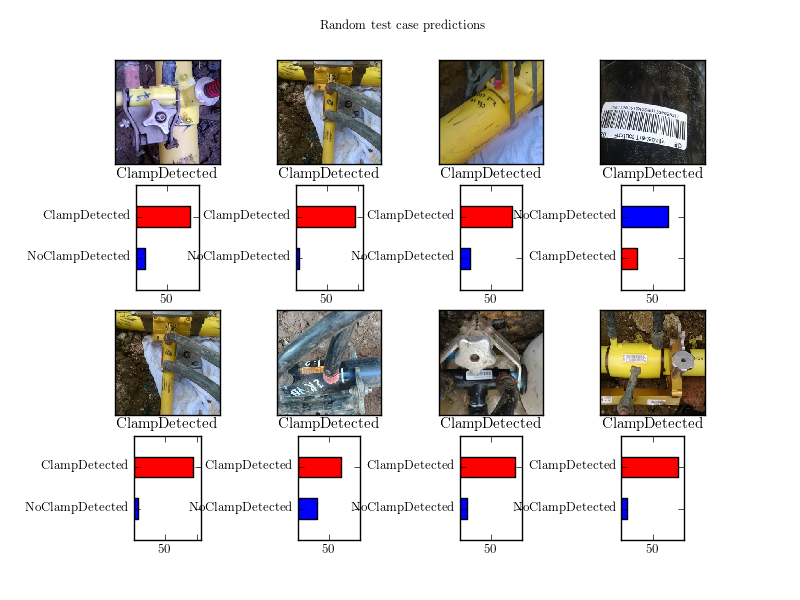 Random test case predictions
ClampDetected ClampDetected ClampDetected ClampDetected
ClampDetected ClampDetected ClampDetected NoClampDetected
NoClampDetected NoClampDetected NoClampDetected ClampDetected
50 50 50 50
ClampDetected ClampDetected ClampDetected ClampDetected
ClampDetected ClampDetected ClampDetected ClampDetected
NoClampDetected NoClampDetected NoClampDetected NoClampDetected
50 50 50 50